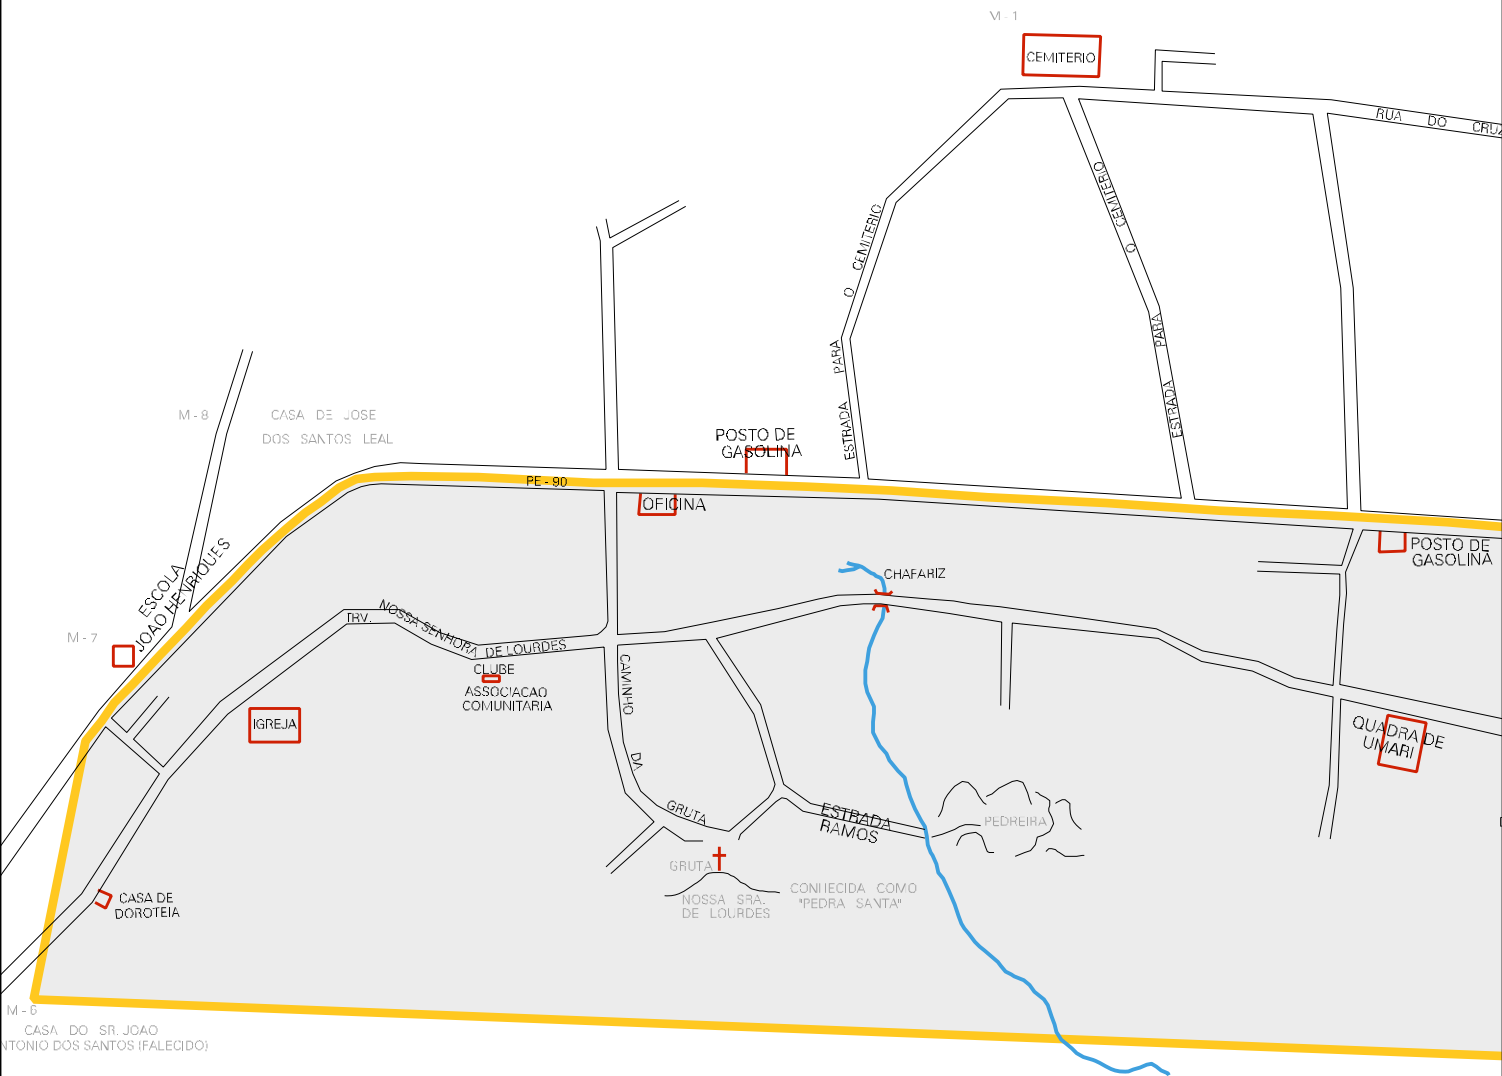 M - 1
CEMITERIO
RUA DO CRUZ
O CEMITERIO
O CEMITERIO
ESTRADA PARA
ESTRADA PARA
M - 8
CASA DE JOSE
DOS SANTOS LEAL
POSTO DE
GASOLINA
PE - 90
OFICINA
POSTO DE
GASOLINA
ESCOLA
JOAO HENRIQUES
CHAFARIZ
M - 7
TRV. NOSSA SENHORA DE LOURDES
CLUBE
ASSOCIACAO
COMUNITARIA
IGREJA
CAMINHO DA GRUTA
QUADRA DE
UMARI
ESTRADA
RAMOS
PEDREIRA
GRUTA
NOSSA SRA.
DE LOURDES
CONHECIDA COMO
"PEDRA SANTA"
CASA DE
DOROTEIA
M - 6
CASA DO SR. JOAO
NTONIO DOS SANTOS (FALECIDO)